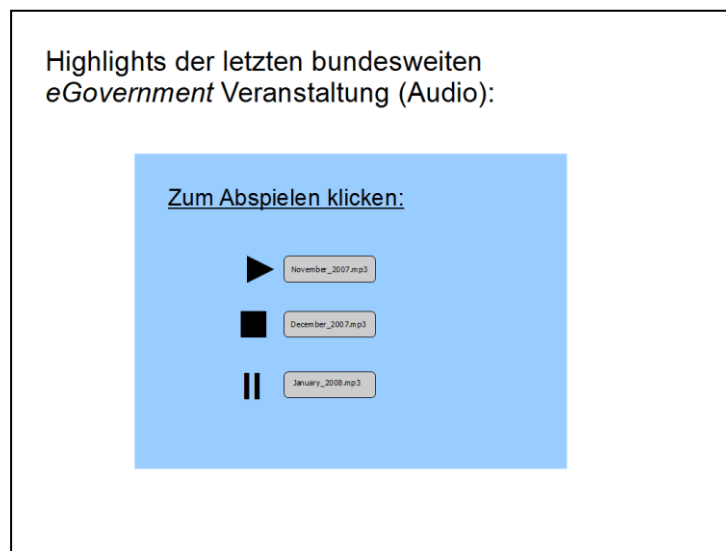 Highlights der letzten bundesweiten
eGovernment Veranstaltung (Audio):
Zum Abspielen klicken:
November_2007.mp3
December_2007.mp3
January_2008.mp3